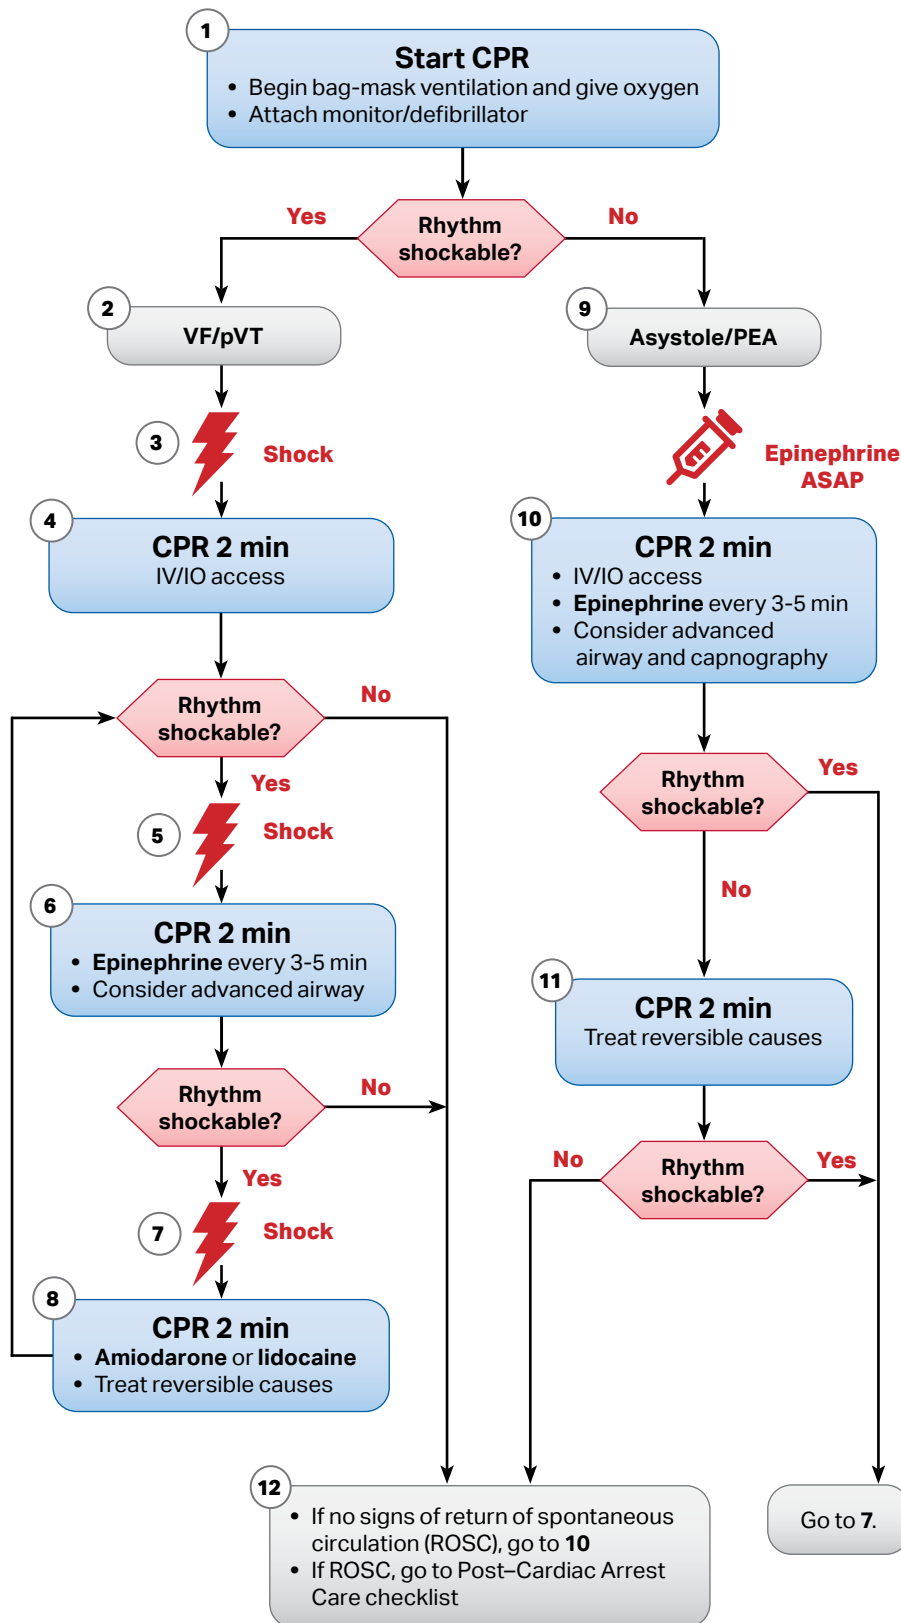 1
Start CPR
• Begin bag-mask ventilation and give oxygen
• Attach monitor/defibrillator
Rhythm
shockable?
Yes
No
2
VF/pVT
3
Shock
4
CPR 2 min
IV/IO access
Rhythm
shockable?
No
Yes
5
Shock
6
CPR 2 min
• Epinephrine every 3-5 min
• Consider advanced airway
Rhythm
shockable?
No
Yes
7
Shock
8
CPR 2 min
• Amiodarone or lidocaine
• Treat reversible causes
9
Asystole/PEA
Epinephrine
ASAP
10
CPR 2 min
• IV/IO access
• Epinephrine every 3-5 min
• Consider advanced
airway and capnography
Rhythm
shockable?
Yes
No
11
CPR 2 min
Treat reversible causes
Rhythm
shockable?
No
Yes
12
• If no signs of return of spontaneous
circulation (ROSC), go to 10
• If ROSC, go to Post–Cardiac Arrest
Care checklist
Go to 7.